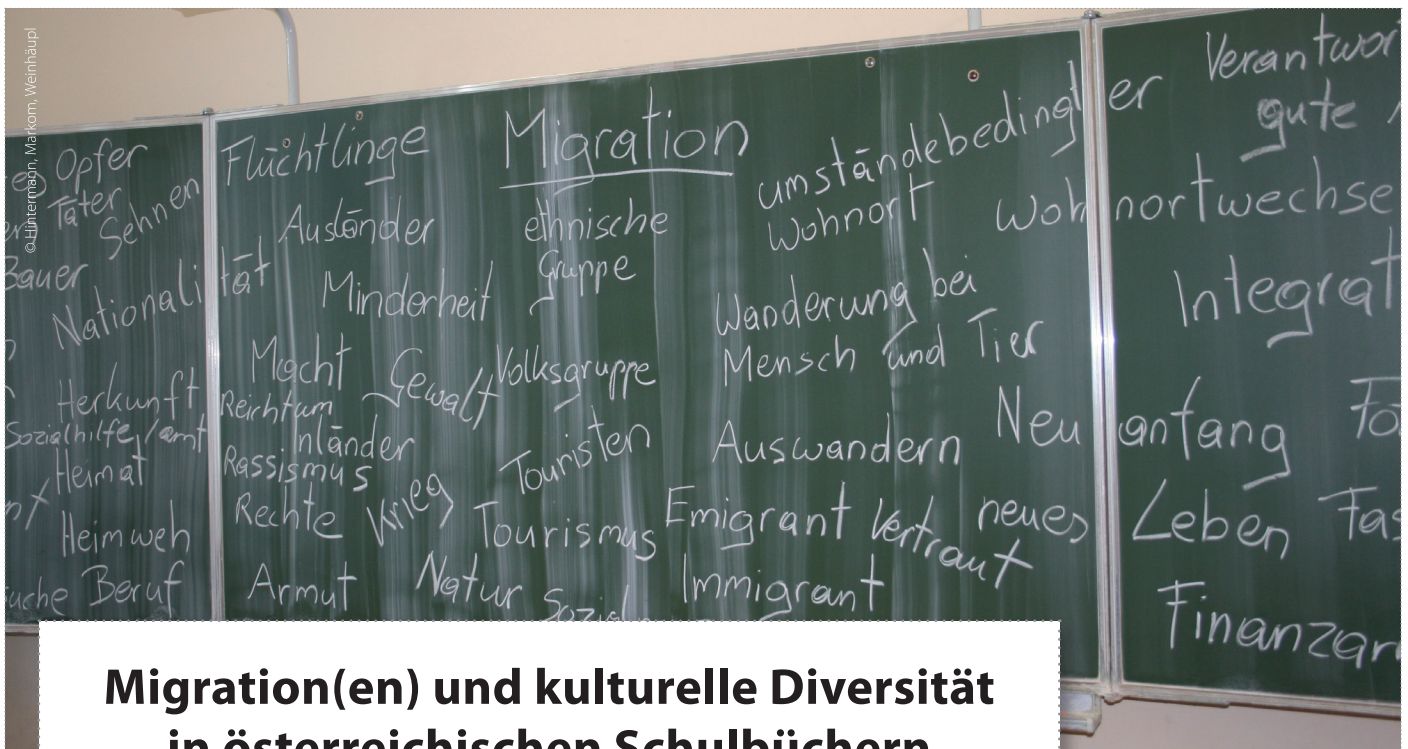 © Hintermann, Markom, Weinhäupl
Opfer
Täter
Sehnen
Bauer
Nationalität
Herkunft
Sozialhilfe/amt
Heimat
Heimweh
Beruf
Flüchtlinge
Migration
Ausländer
ethnische
Gruppe
Minderheit
Macht
Gewalt
Volksgruppe
Reichtum
Inländer
Rassismus
Touristen
Rechte
Krieg
Tourismus
Armut
Natur
Sozial
umständebedingter
Wohnort
Wohnortwechse
Wanderung bei
Mensch und Tier
Auswandern
Neuanfang
Emigrant
Vertraut
neues Leben
Immigrant
Verantwor
gute
Integrat
Finanzam
Migration(en) und kulturelle Diversität
in österreichischen Schulbüchern